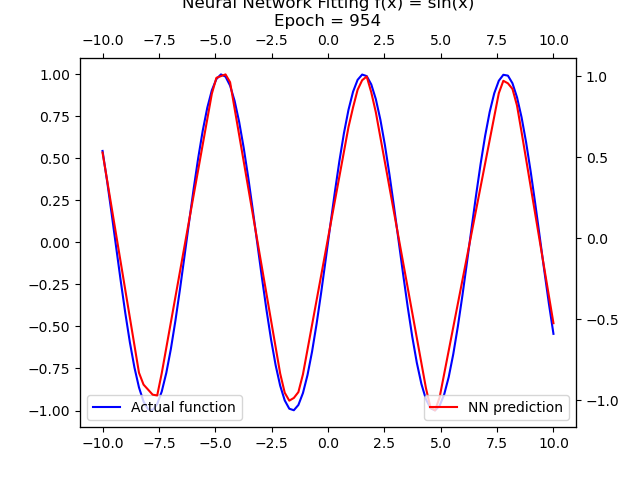 Neural Network Fitting f(x) = sin(x)
Epoch = 954
−10.0 −7.5 −5.0 −2.5 0.0 2.5 5.0 7.5 10.0
1.00
0.75
0.50
0.25
0.00
−0.25
−0.50
−0.75
−1.00
1.0
0.5
0.0
−0.5
−1.0
Actual function
NN prediction
−10.0 −7.5 −5.0 −2.5 0.0 2.5 5.0 7.5 10.0